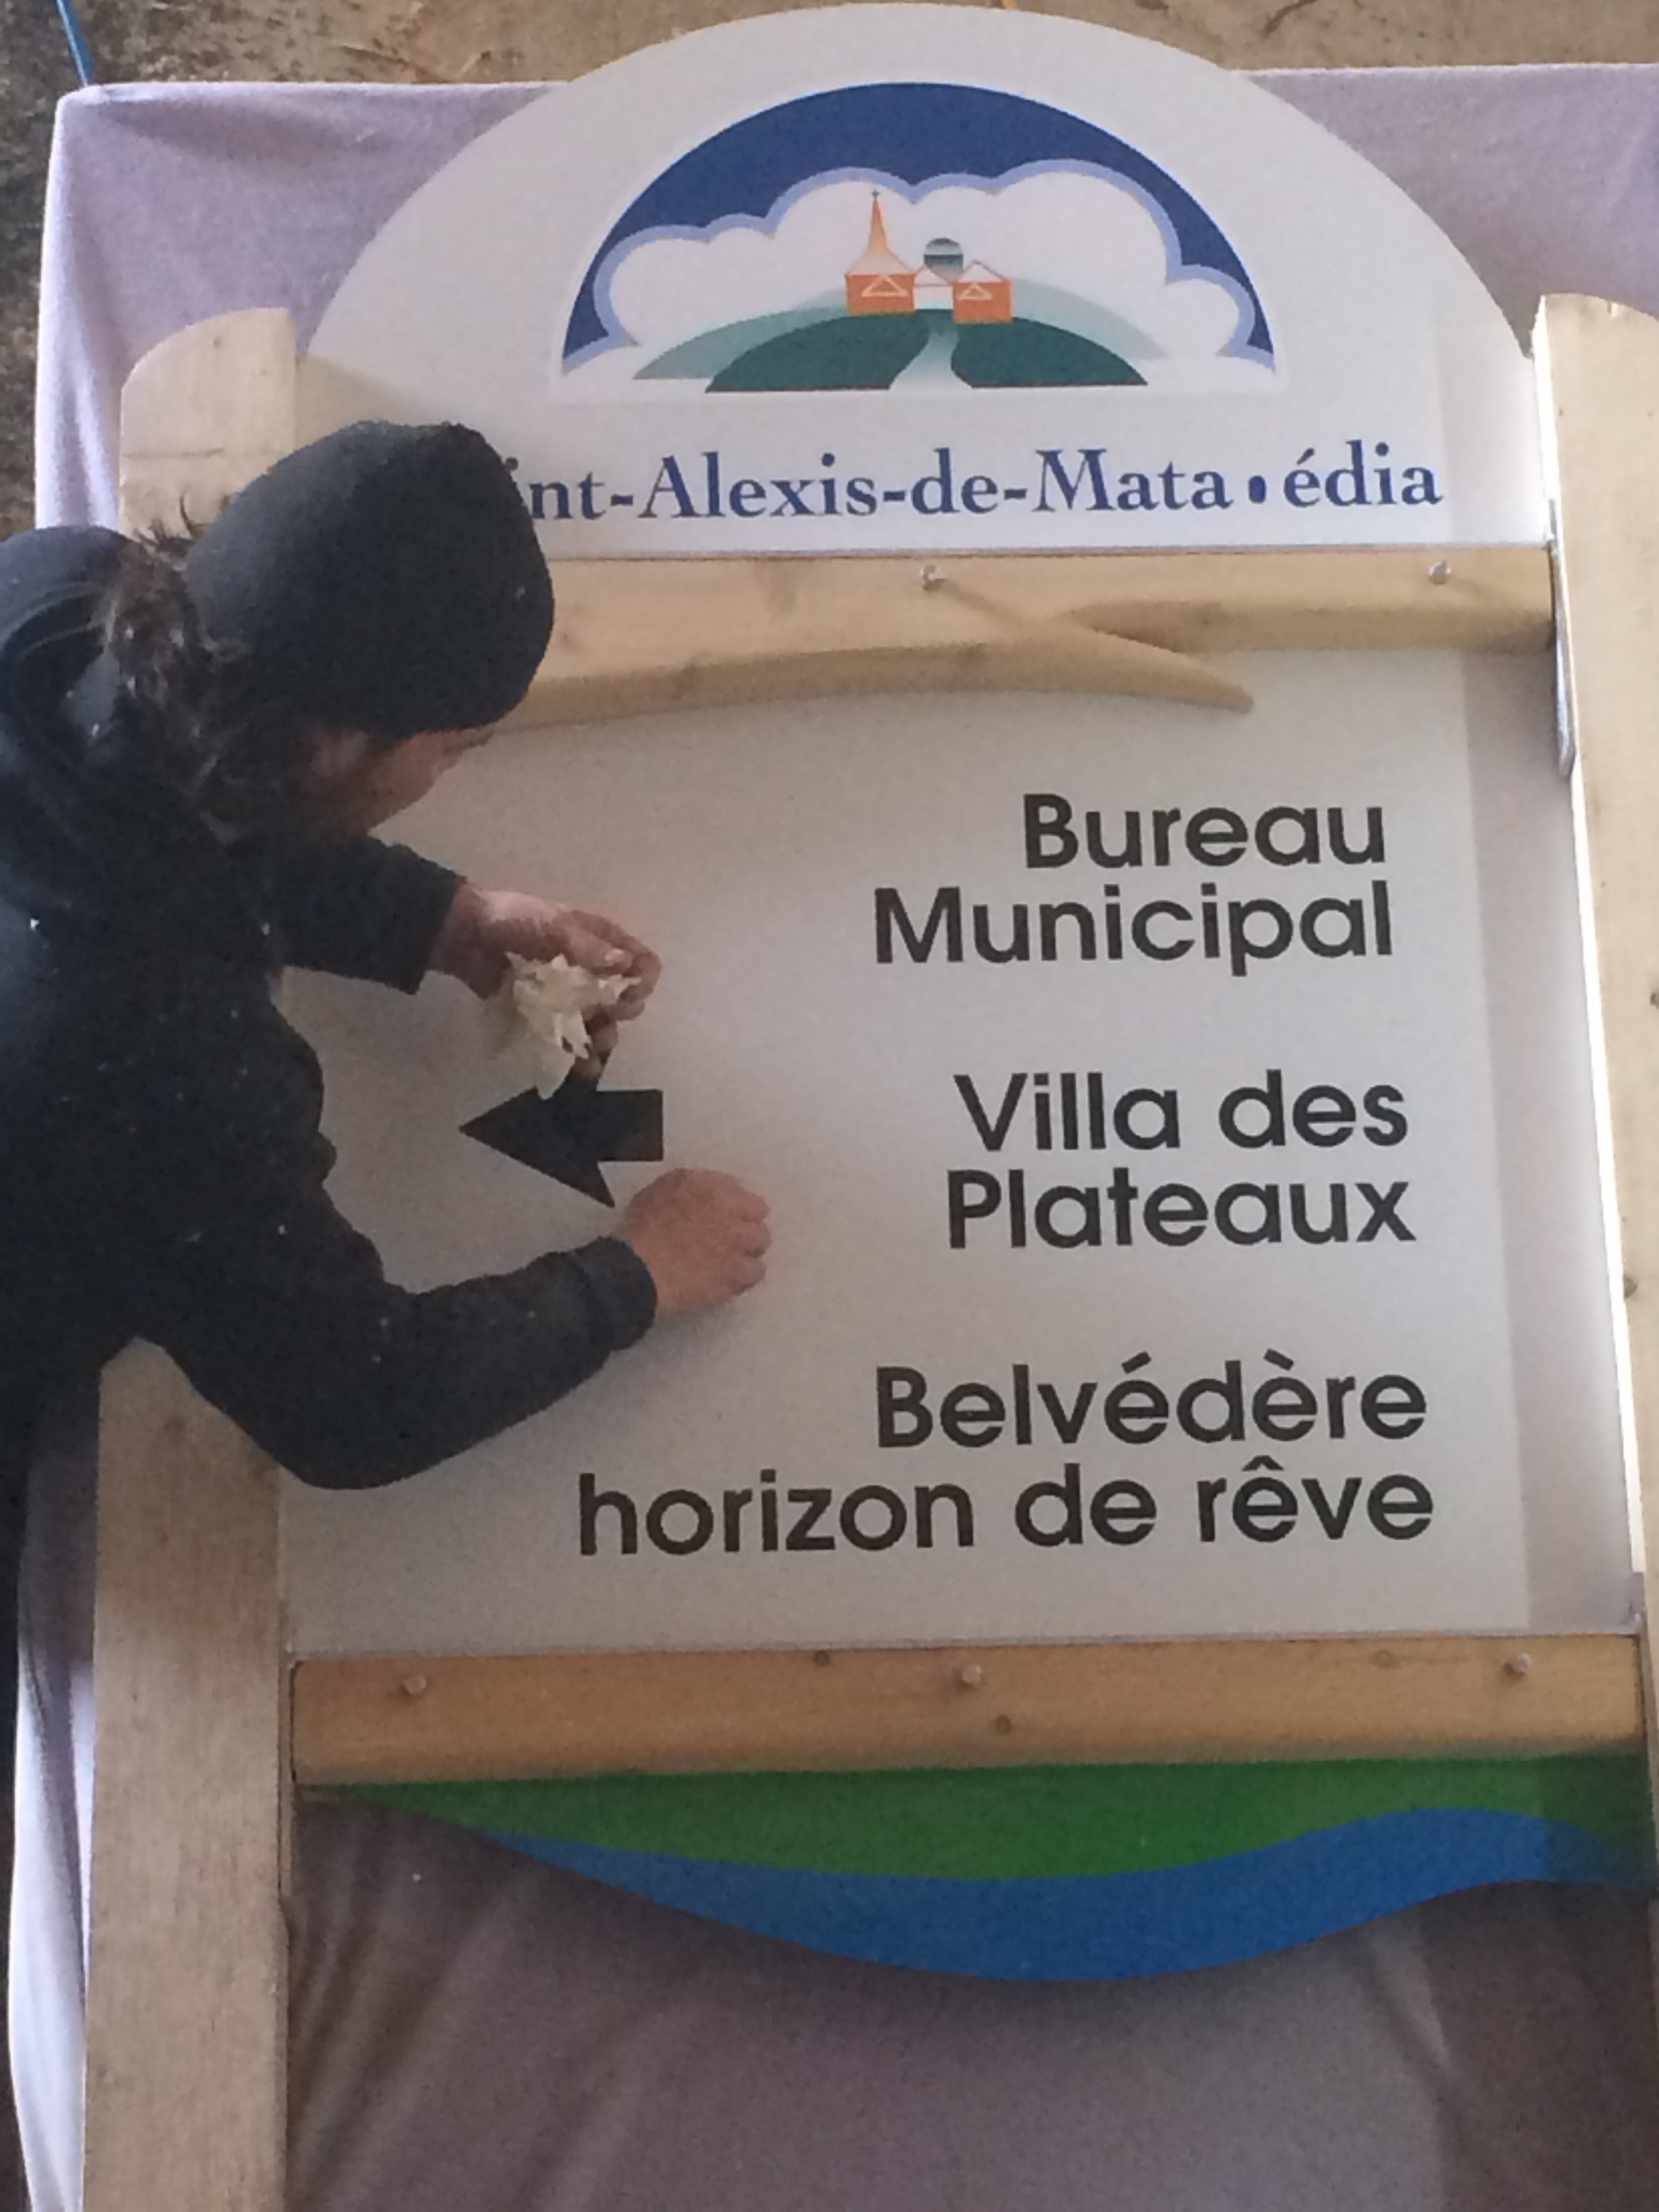 int-Alexis-de-Mata•édia
Bureau
Municipal
Villa des
Plateaux
Belvédère
horizon de rêve